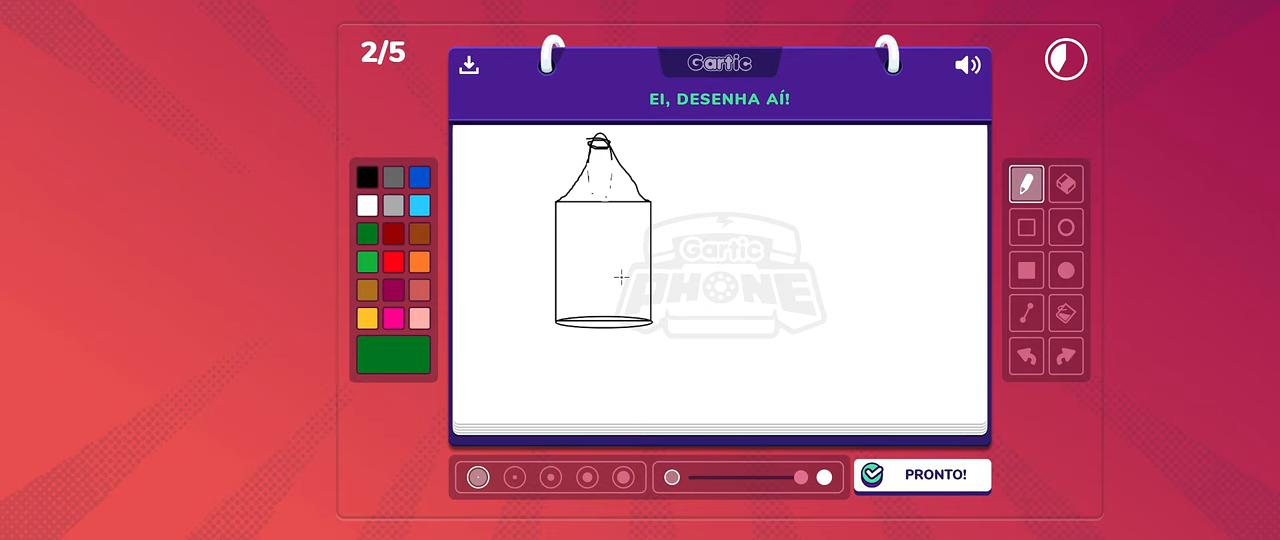 2/5
Gartic
EI, DESENHA AÍ!
Gartic
PHONE
PRONTO!